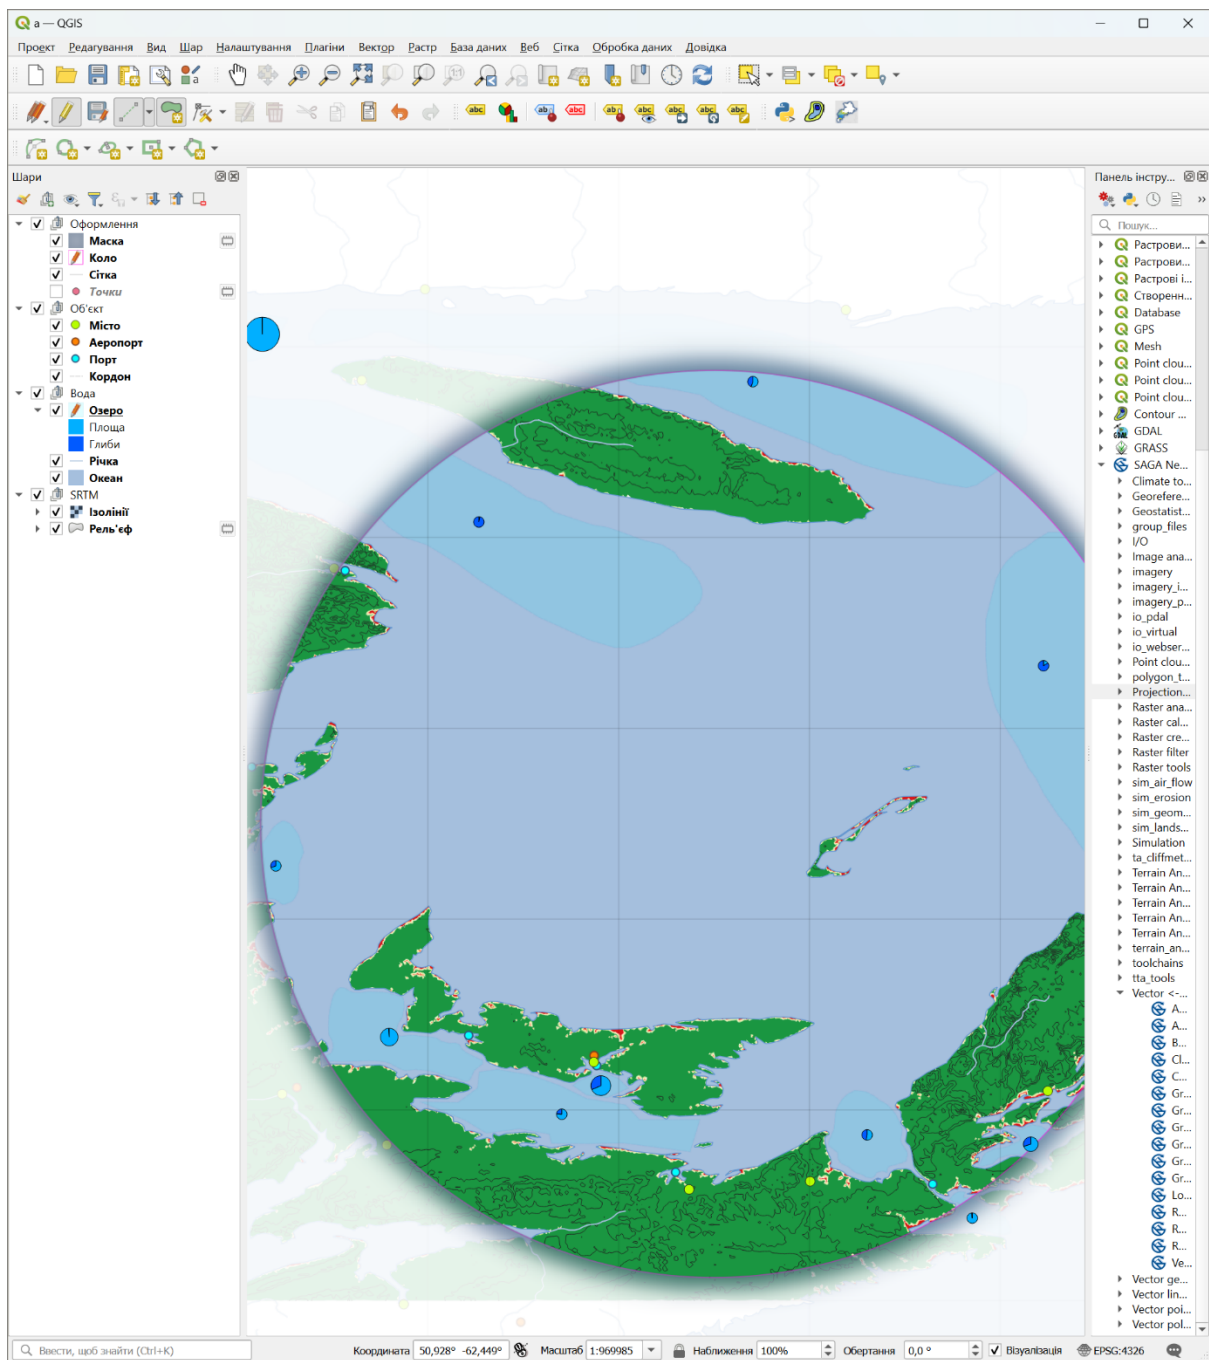 a — QGIS
Проєкт Редагування Вид Шар Налаштування Плагіни Вектор Растр База даних Веб Сітка Обробка даних Довідка
Шари
Панель інстру...
Оформлення
Маска
Коло
Сітка
Точки
Об'єкт
Місто
Аеропорт
Порт
Кордон
Вода
Озеро
Площа
Глиби
Річка
Океан
SRTM
Ізолінії
Рель'єф
Пошук...
Растрови...
Растрови...
Растрові і...
Створенн...
Database
GPS
Mesh
Point clou...
Point clou...
Point clou...
Contour ...
GDAL
GRASS
SAGA Ne...
Climate to...
Georefere...
Geostatist...
group_files
I/O
Image ana...
imagery
imagery_i...
imagery_p...
io_pdal
io_virtual
io_webser...
Point clou...
polygon_t...
Projection...
Raster ana...
Raster cal...
Raster cre...
Raster filter
Raster tools
sim_air_flow
sim_erosion
sim_geom...
sim_lands...
Simulation
ta_cliffmet...
Terrain An...
Terrain An...
Terrain An...
Terrain An...
Terrain An...
terrain_an...
toolchains
tta_tools
Vector <-...
A...
A...
B...
Cl...
C...
Gr...
Gr...
Gr...
Gr...
Gr...
Gr...
Lo...
R...
R...
R...
Ve...
Vector ge...
Vector lin...
Vector poi...
Vector pol...
Ввести, щоб знайти (Ctrl+K) Координата 50,928° -62,449° Масштаб 1:969985 Наближення 100% Обертання 0,0 ° Візуалізація EPSG:4326